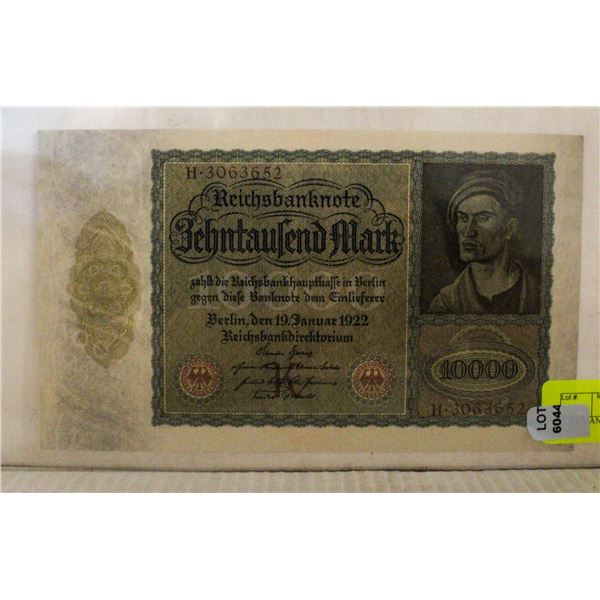 H·3063652
Reichsbanknote
Zehntausend Mark
zahlt die Reichsbankhauptkasse in Berlin
gegen diese Banknote dem Einlieferer
Berlin, den 19. Januar 1922
Reichsbankdirektorium
K
10000
H·3063652
LOT
6044
Lot #